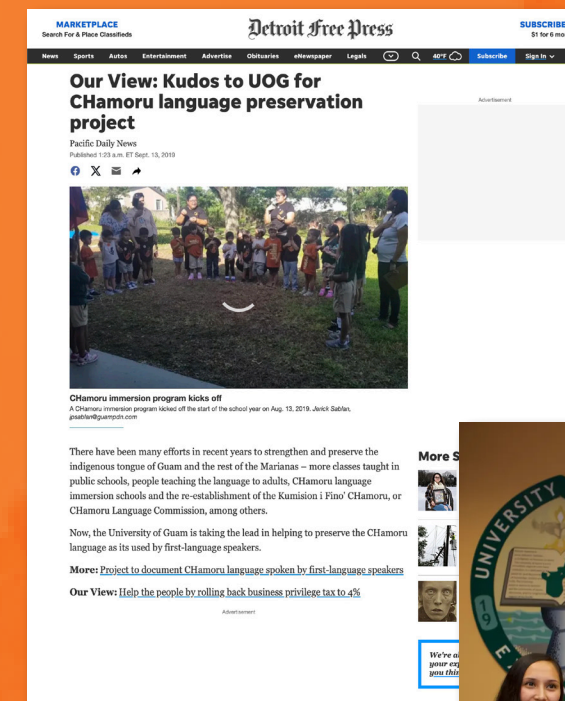 MARKETPLACE
Search For & Place Classifieds
Detroit Free Press
SUBSCRIBE
$1 for 6 mo
News Sports Autos Entertainment Advertise Obituaries eNewspaper Legals 40°F Subscribe Sign In
Our View: Kudos to UOG for
CHamoru language preservation
project
Pacific Daily News
Published 1:23 a.m. ET Sept. 13, 2019
Advertisement
CHamoru immersion program kicks off
A CHamoru immersion program kicked off the start of the school year on Aug. 13, 2019. Jerick Sablan,
jpsablan@guampdn.com
There have been many efforts in recent years to strengthen and preserve the
indigenous tongue of Guam and the rest of the Marianas – more classes taught in
public schools, people teaching the language to adults, CHamoru language
immersion schools and the re-establishment of the Kumision i Fino' CHamoru, or
CHamoru Language Commission, among others.
Now, the University of Guam is taking the lead in helping to preserve the CHamoru
language as its used by first-language speakers.
More: Project to document CHamoru language spoken by first-language speakers
Our View: Help the people by rolling back business privilege tax to 4%
Advertisement
More S
We're al
your exp
you thin
UNIVERSITY
19